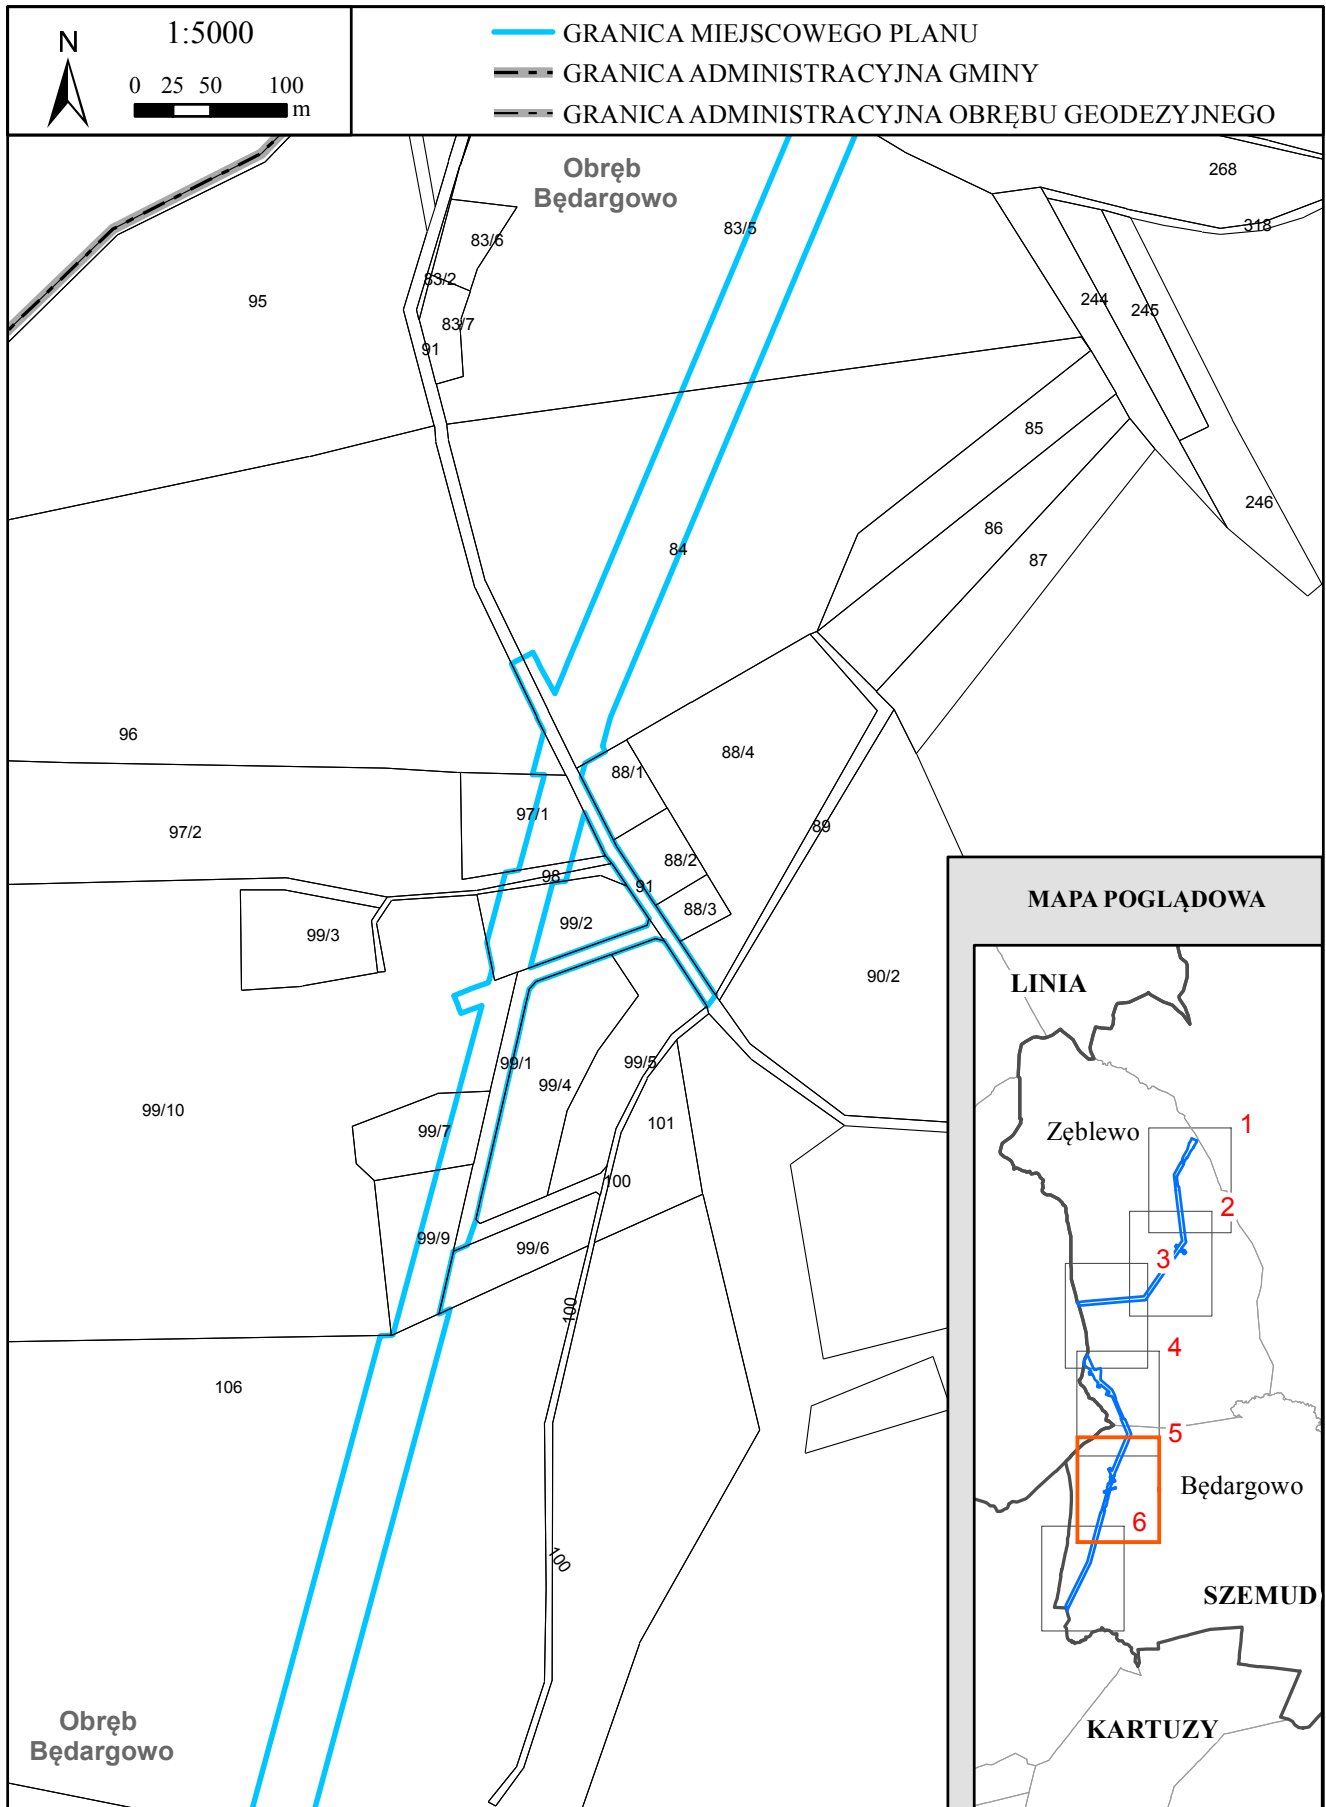 N
1:5000
0 25 50 100
m
GRANICA MIEJSCOWEGO PLANU
GRANICA ADMINISTRACYJNA GMINY
GRANICA ADMINISTRACYJNA OBRĘBU GEODEZYJNEGO
Obręb
Będargowo
268
83/5
318
83/6
83/2
95
244
245
83/7
91
85
246
86
84
87
96
88/4
88/1
97/1
97/2
89
88/2
98
91
88/3
99/2
99/3
90/2
99/1
99/5
99/4
99/10
101
99/7
100
99/9
99/6
100
106
100
Obręb
Będargowo
MAPA POGLĄDOWA
LINIA
1
Zęblewo
2
3
4
5
Będargowo
6
SZEMUD
KARTUZY